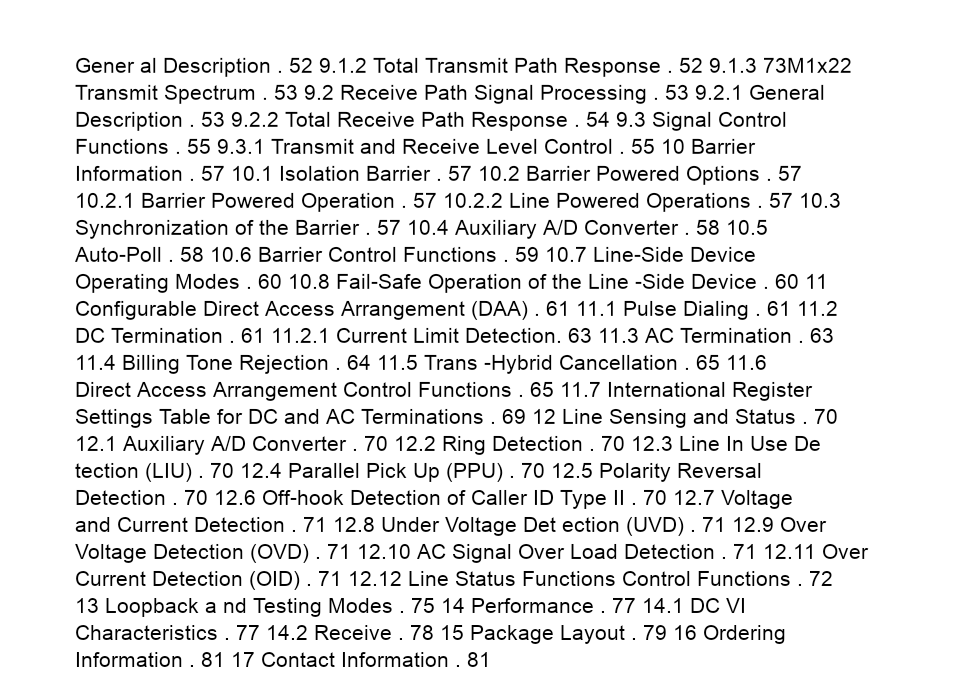 Gener al Description . 52 9.1.2 Total Transmit Path Response . 52 9.1.3 73M1x22
Transmit Spectrum . 53 9.2 Receive Path Signal Processing . 53 9.2.1 General
Description . 53 9.2.2 Total Receive Path Response . 54 9.3 Signal Control
Functions . 55 9.3.1 Transmit and Receive Level Control . 55 10 Barrier
Information . 57 10.1 Isolation Barrier . 57 10.2 Barrier Powered Options . 57
10.2.1 Barrier Powered Operation . 57 10.2.2 Line Powered Operations . 57 10.3
Synchronization of the Barrier . 57 10.4 Auxiliary A/D Converter . 58 10.5
Auto-Poll . 58 10.6 Barrier Control Functions . 59 10.7 Line-Side Device
Operating Modes . 60 10.8 Fail-Safe Operation of the Line -Side Device . 60 11
Configurable Direct Access Arrangement (DAA) . 61 11.1 Pulse Dialing . 61 11.2
DC Termination . 61 11.2.1 Current Limit Detection. 63 11.3 AC Termination . 63
11.4 Billing Tone Rejection . 64 11.5 Trans -Hybrid Cancellation . 65 11.6
Direct Access Arrangement Control Functions . 65 11.7 International Register
Settings Table for DC and AC Terminations . 69 12 Line Sensing and Status . 70
12.1 Auxiliary A/D Converter . 70 12.2 Ring Detection . 70 12.3 Line In Use De
tection (LIU) . 70 12.4 Parallel Pick Up (PPU) . 70 12.5 Polarity Reversal
Detection . 70 12.6 Off-hook Detection of Caller ID Type II . 70 12.7 Voltage
and Current Detection . 71 12.8 Under Voltage Det ection (UVD) . 71 12.9 Over
Voltage Detection (OVD) . 71 12.10 AC Signal Over Load Detection . 71 12.11 Over
Current Detection (OID) . 71 12.12 Line Status Functions Control Functions . 72
13 Loopback a nd Testing Modes . 75 14 Performance . 77 14.1 DC VI
Characteristics . 77 14.2 Receive . 78 15 Package Layout . 79 16 Ordering
Information . 81 17 Contact Information . 81